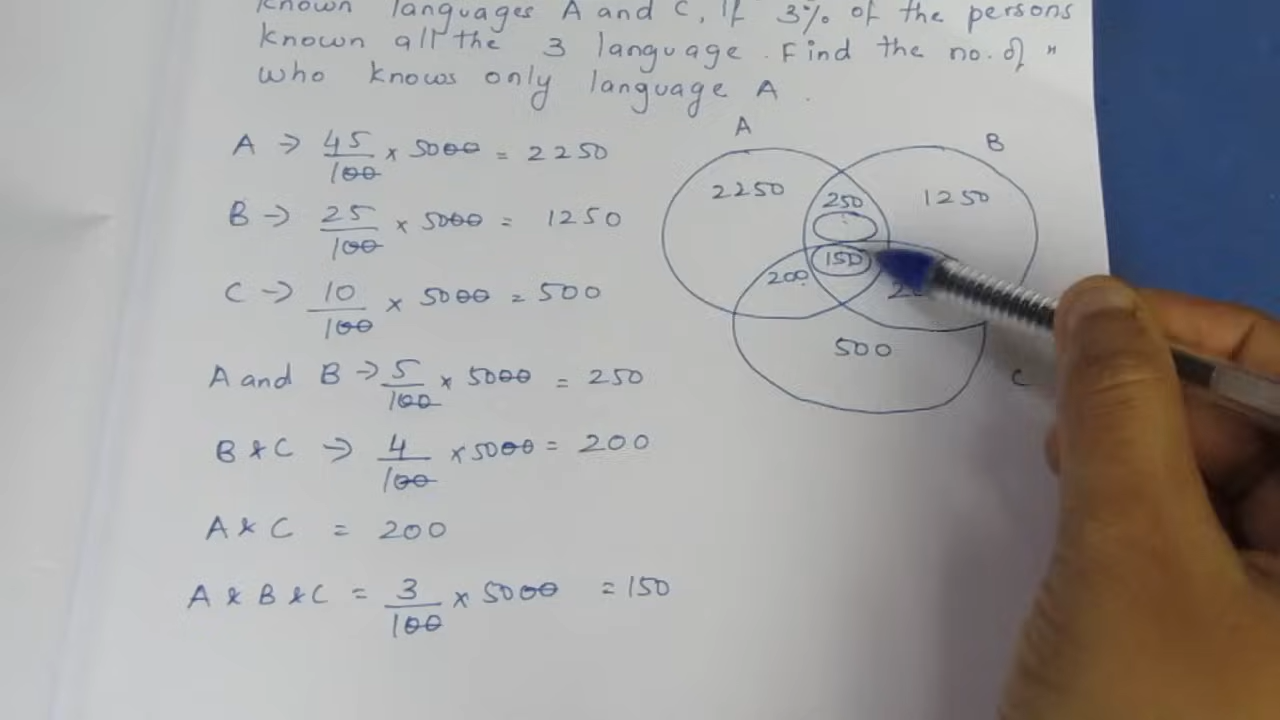 known languages A and C, If 3% of the persons
known all the 3 language. Find the no. of "
who knows only language A.
A → 45/100 × 5000 = 2250
B → 25/100 × 5000 = 1250
C → 10/100 × 5000 = 500
A and B → 5/100 × 5000 = 250
B & C → 4/100 × 5000 = 200
A & C = 200
A & B & C = 3/100 × 5000 = 150
A
B
2250
250
1250
150
200
500
C